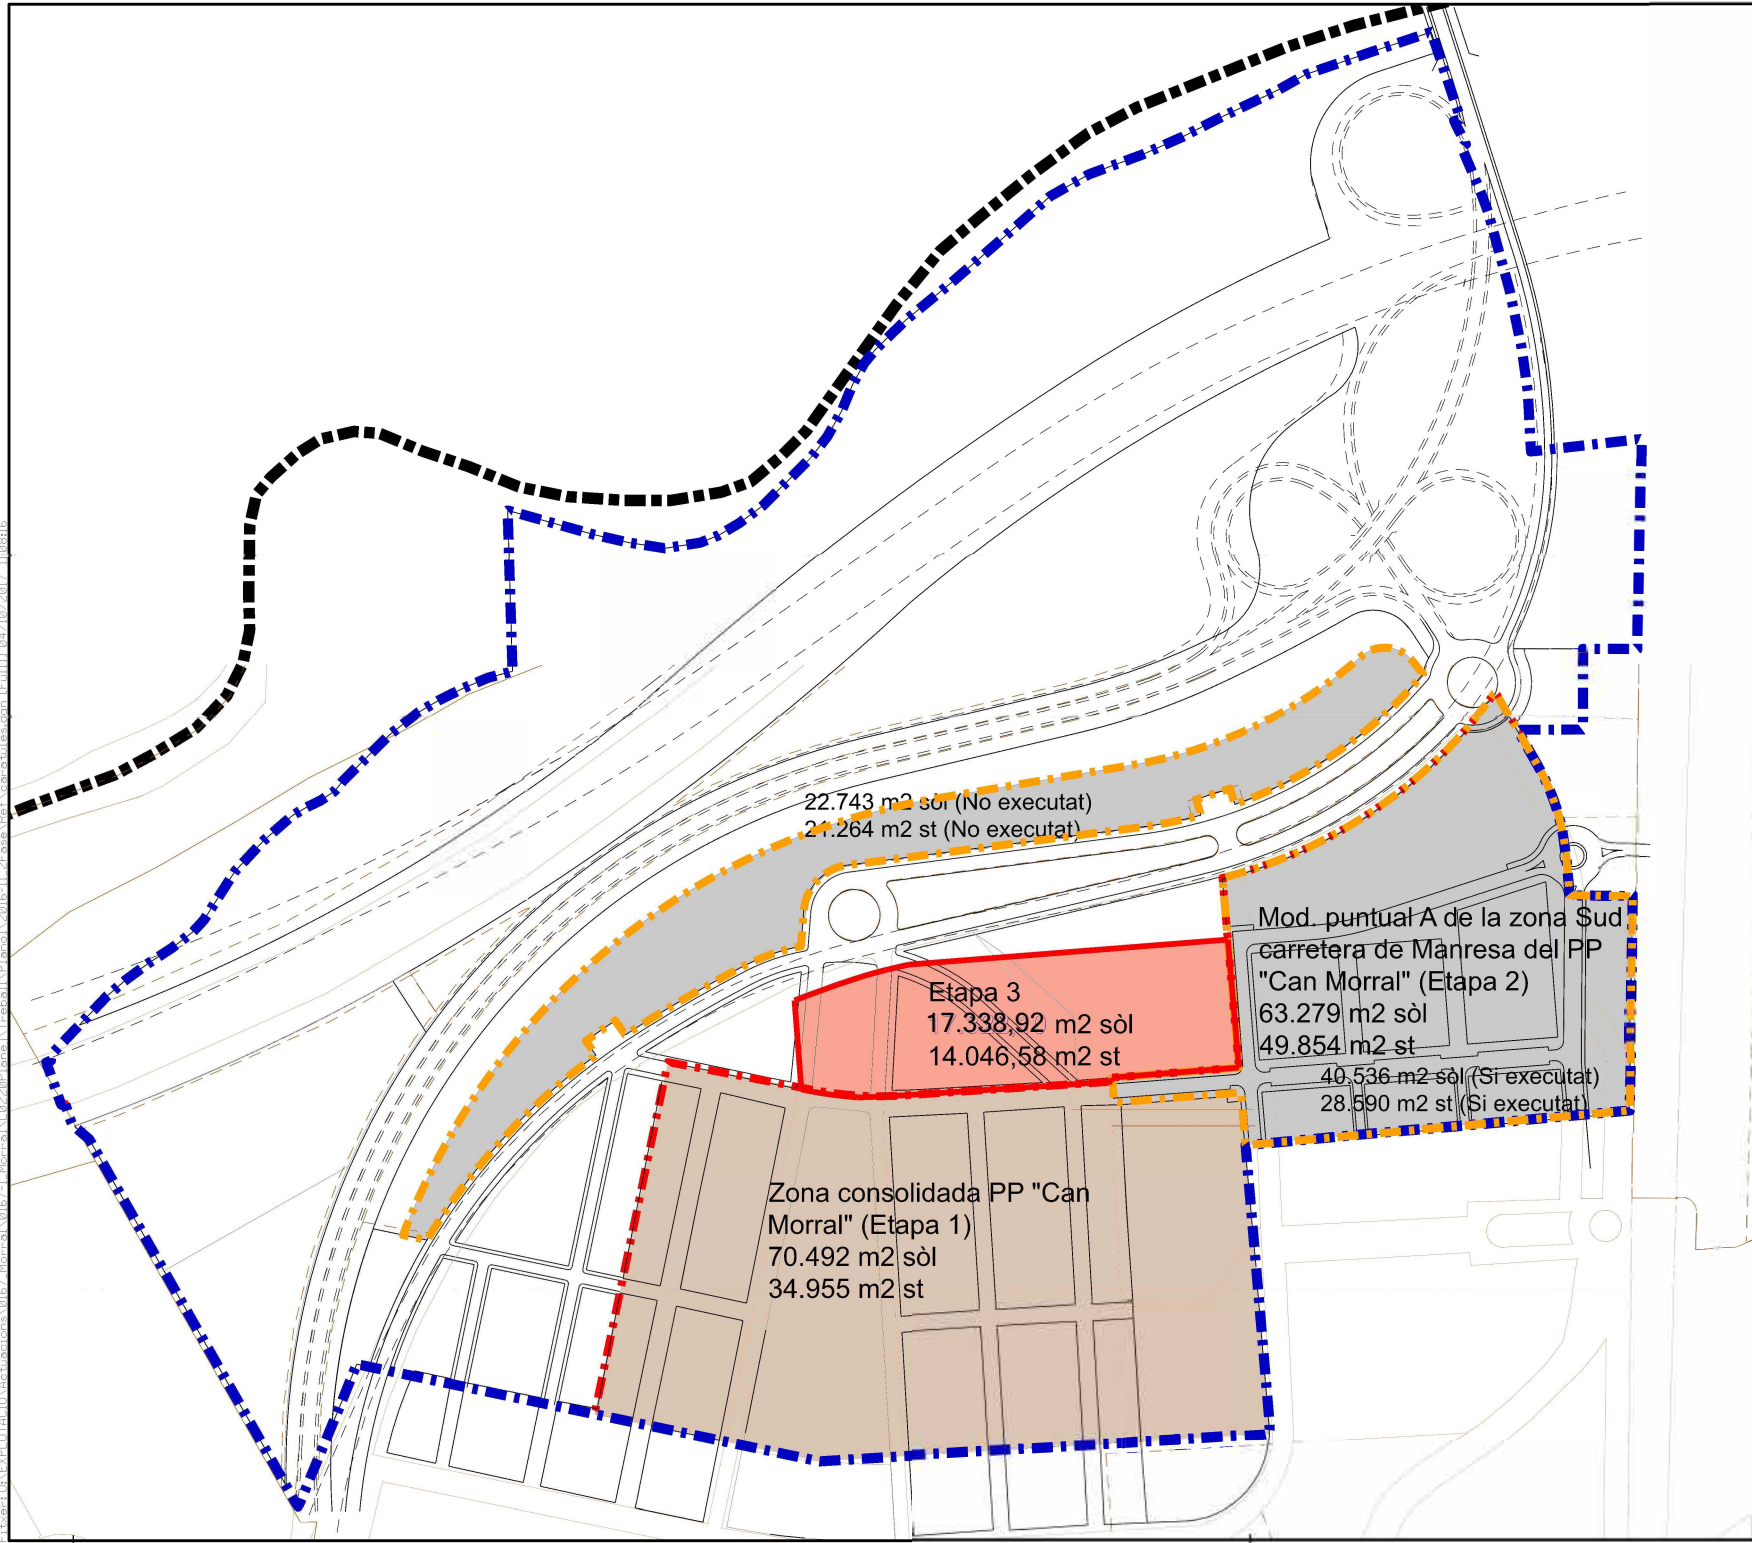 22.743 m2 sòl (No executat)
21.264 m2 st (No executat)
Mod. puntual A de la zona Sud
carretera de Manresa del PP
"Can Morral" (Etapa 2)
63.279 m2 sòl
49.854 m2 st
40.536 m2 sòl (Si executat)
28.590 m2 st (Si executat)
Etapa 3
17.338,92 m2 sòl
14.046,58 m2 st
Zona consolidada PP "Can
Morral" (Etapa 1)
70.492 m2 sòl
34.955 m2 st